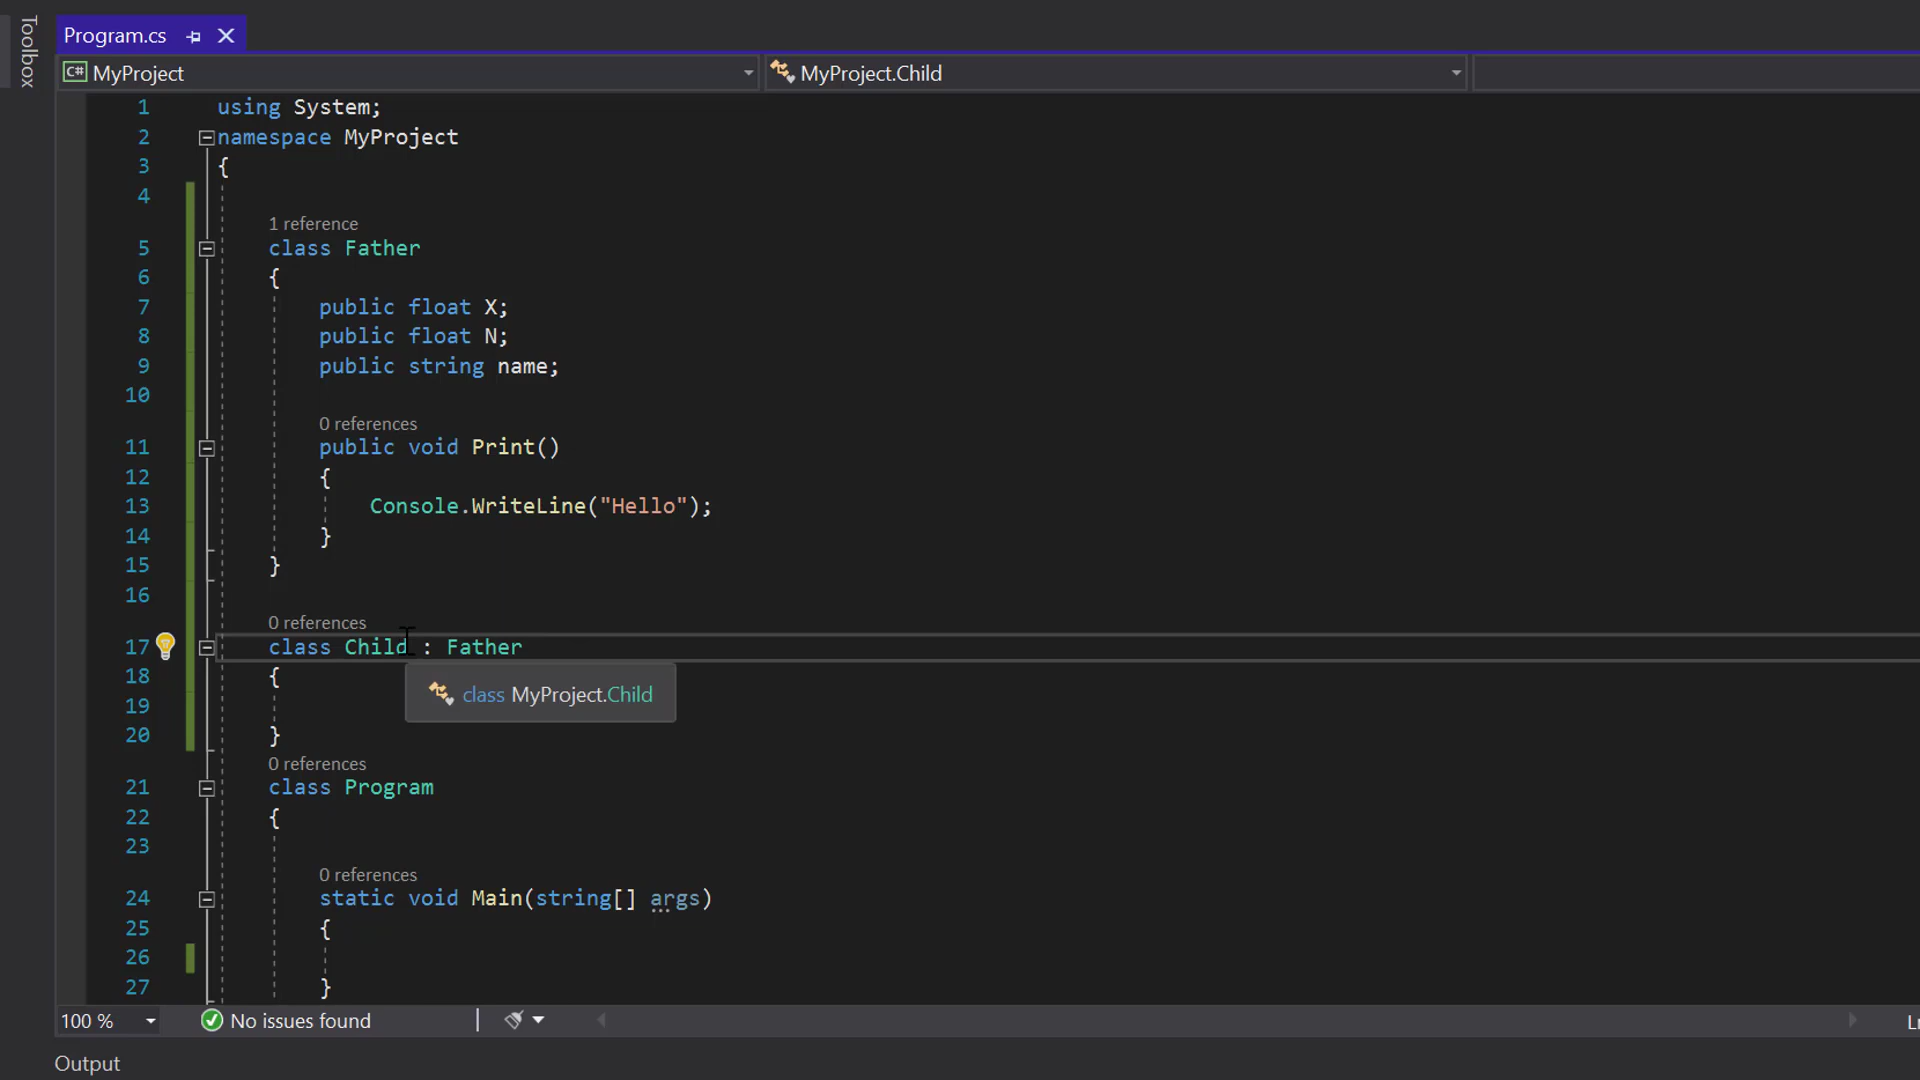 Toolbox
Program.cs
C# MyProject MyProject.Child
1 using System;
2 namespace MyProject
3 {
4
1 reference
5 class Father
6 {
7 public float X;
8 public float N;
9 public string name;
10
0 references
11 public void Print()
12 {
13 Console.WriteLine("Hello");
14 }
15 }
16
0 references
17 class Child : Father
18 {
class MyProject.Child
19
20 }
0 references
21 class Program
22 {
23
0 references
24 static void Main(string[] args)
25 {
26
27 }
100 % No issues found
Output